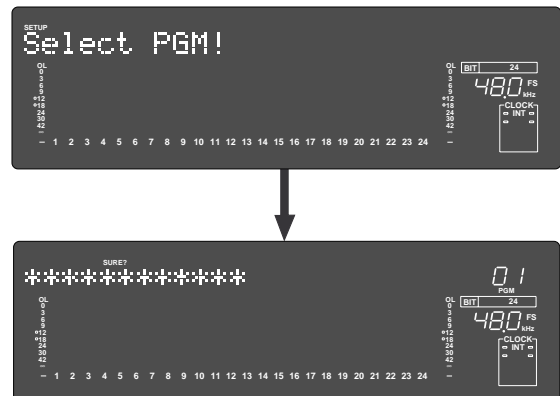 SETUP
Select PGM!
OL
0
3
6
9
12
18
24
30
42
–
OL
0
3
6
9
12
18
24
30
42
–
BIT 24
48.0 FS
kHz
CLOCK
INT
– 1 2 3 4 5 6 7 8 9 10 11 12 13 14 15 16 17 18 19 20 21 22 23 24 –
SURE?
************
01
PGM
OL
0
3
6
9
12
18
24
30
42
–
OL
0
3
6
9
12
18
24
30
42
–
BIT 24
48.0 FS
kHz
CLOCK
INT
– 1 2 3 4 5 6 7 8 9 10 11 12 13 14 15 16 17 18 19 20 21 22 23 24 –